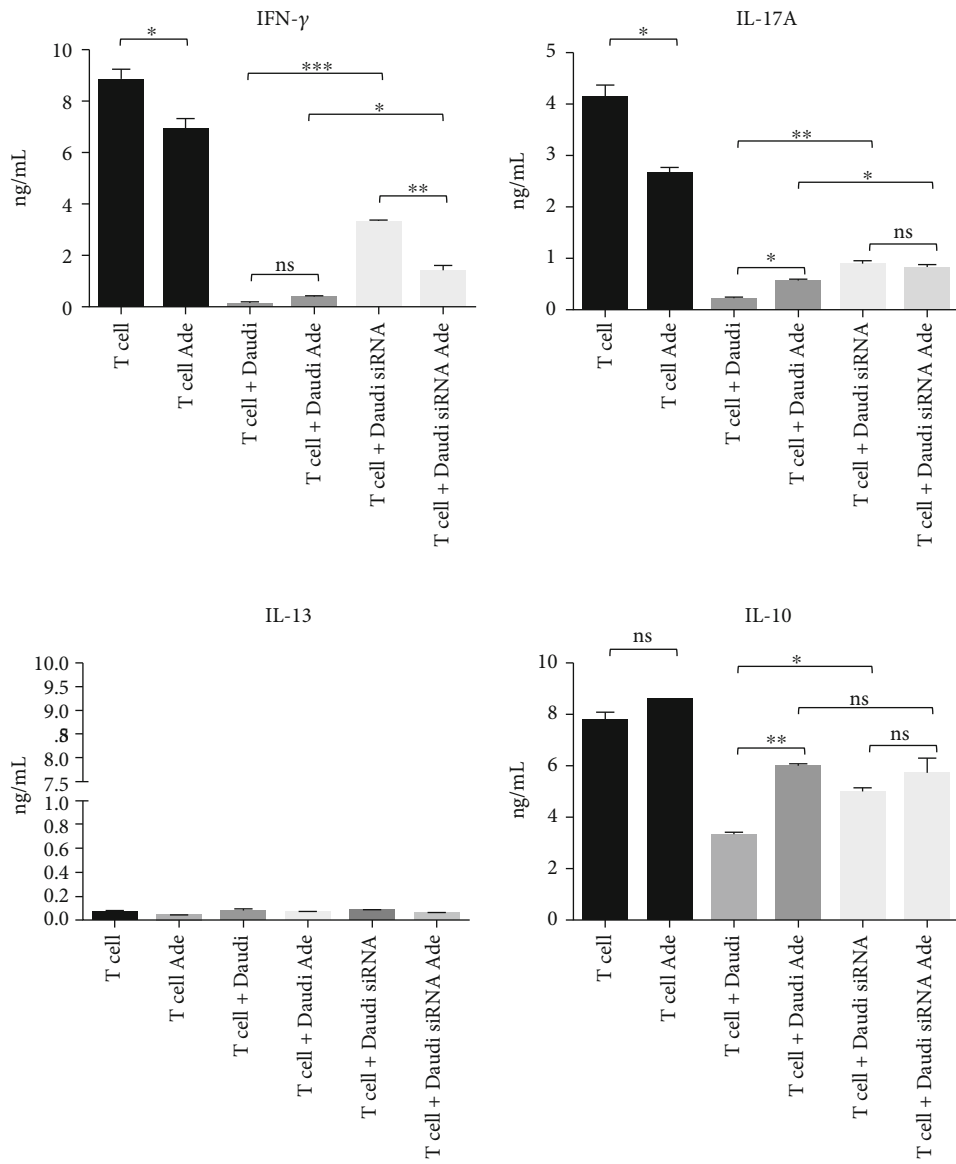 IFN-γ
ng/mL
10
8
6
4
2
0
*
***
*
**
ns
T cell
T cell Ade
T cell + Daudi
T cell + Daudi Ade
T cell + Daudi siRNA
T cell + Daudi siRNA Ade
IL-17A
ng/mL
5
4
3
2
1
0
*
**
*
ns
*
T cell
T cell Ade
T cell + Daudi
T cell + Daudi Ade
T cell + Daudi siRNA
T cell + Daudi siRNA Ade
IL-13
ng/mL
10.0
9.5
9.0
.8
8.0
7.5
1.0
0.8
0.6
0.4
0.2
0.0
T cell
T cell Ade
T cell + Daudi
T cell + Daudi Ade
T cell + Daudi siRNA
T cell + Daudi siRNA Ade
IL-10
ng/mL
10
8
6
4
2
0
ns
*
ns
**
ns
T cell
T cell Ade
T cell + Daudi
T cell + Daudi Ade
T cell + Daudi siRNA
T cell + Daudi siRNA Ade